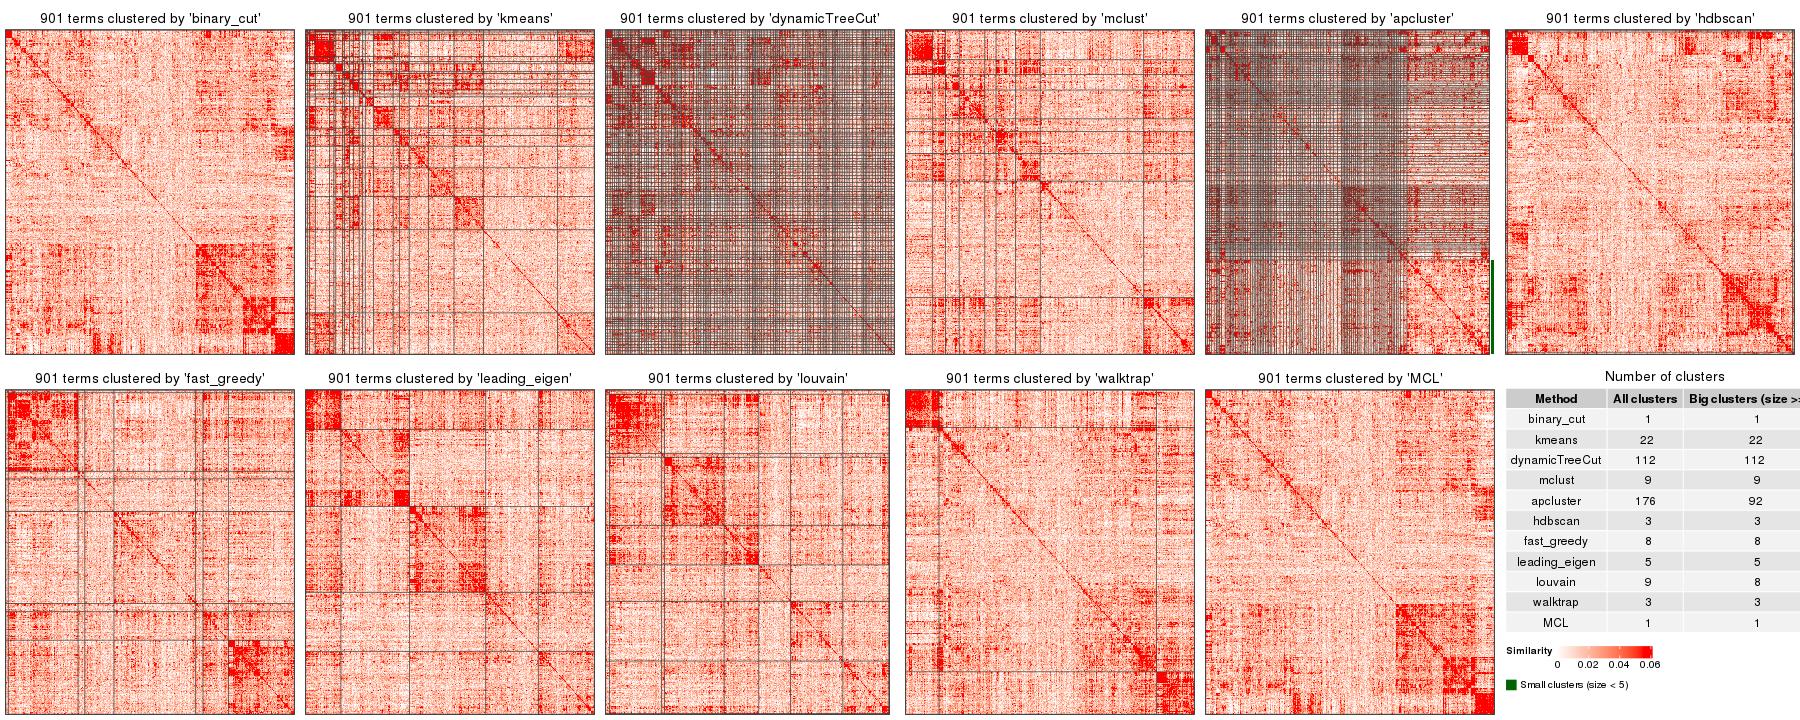 901 terms clustered by 'binary_cut'
901 terms clustered by 'kmeans'
901 terms clustered by 'dynamicTreeCut'
901 terms clustered by 'mclust'
901 terms clustered by 'apcluster'
901 terms clustered by 'hdbscan'
901 terms clustered by 'fast_greedy'
901 terms clustered by 'leading_eigen'
901 terms clustered by 'louvain'
901 terms clustered by 'walktrap'
901 terms clustered by 'MCL'
Number of clusters
Method All clusters Big clusters (size >=
binary_cut 1 1
kmeans 22 22
dynamicTreeCut 112 112
mclust 9 9
apcluster 176 92
hdbscan 3 3
fast_greedy 8 8
leading_eigen 5 5
louvain 9 8
walktrap 3 3
MCL 1 1
Similarity
0 0.02 0.04 0.06
Small clusters (size < 5)